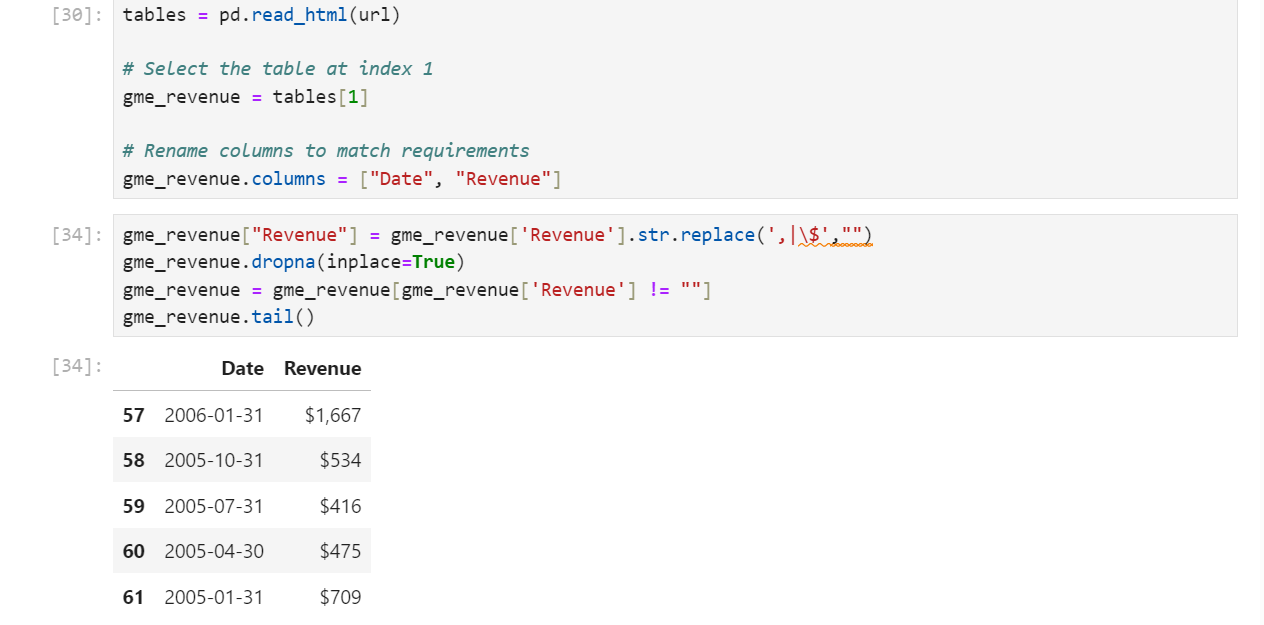 [30]: tables = pd.read_html(url)
# Select the table at index 1
gme_revenue = tables[1]
# Rename columns to match requirements
gme_revenue.columns = ["Date", "Revenue"]
[34]: gme_revenue["Revenue"] = gme_revenue['Revenue'].str.replace(',|\$',"")
gme_revenue.dropna(inplace=True)
gme_revenue = gme_revenue[gme_revenue['Revenue'] != ""]
gme_revenue.tail()
[34]: Date Revenue
57 2006-01-31 $1,667
58 2005-10-31 $534
59 2005-07-31 $416
60 2005-04-30 $475
61 2005-01-31 $709